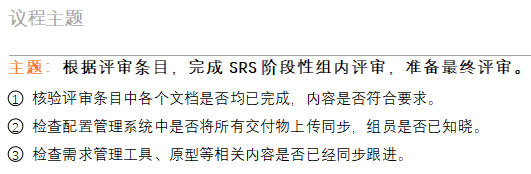 议程主题
主题：根据评审条目，完成 SRS 阶段性组内评审，准备最终评审。
① 核验评审条目中各个文档是否均已完成，内容是否符合要求。
② 检查配置管理系统中是否将所有交付物上传同步，组员是否已知晓。
③ 检查需求管理工具、原型等相关内容是否已经同步跟进。